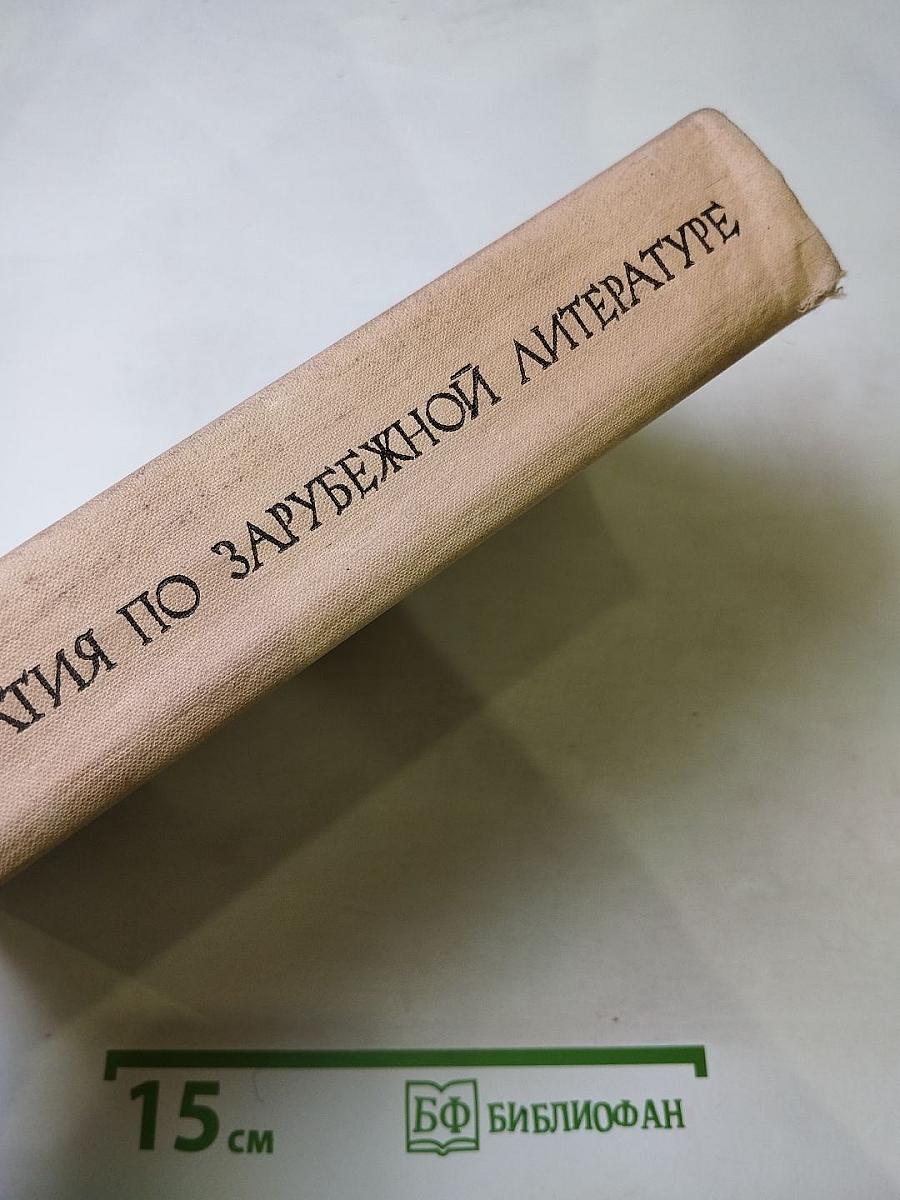 ТИЯ ПО ЗАРУБЕЖНОЙ ЛИТЕРАТУРЕ
15 см
БФ БИБЛИОФАН